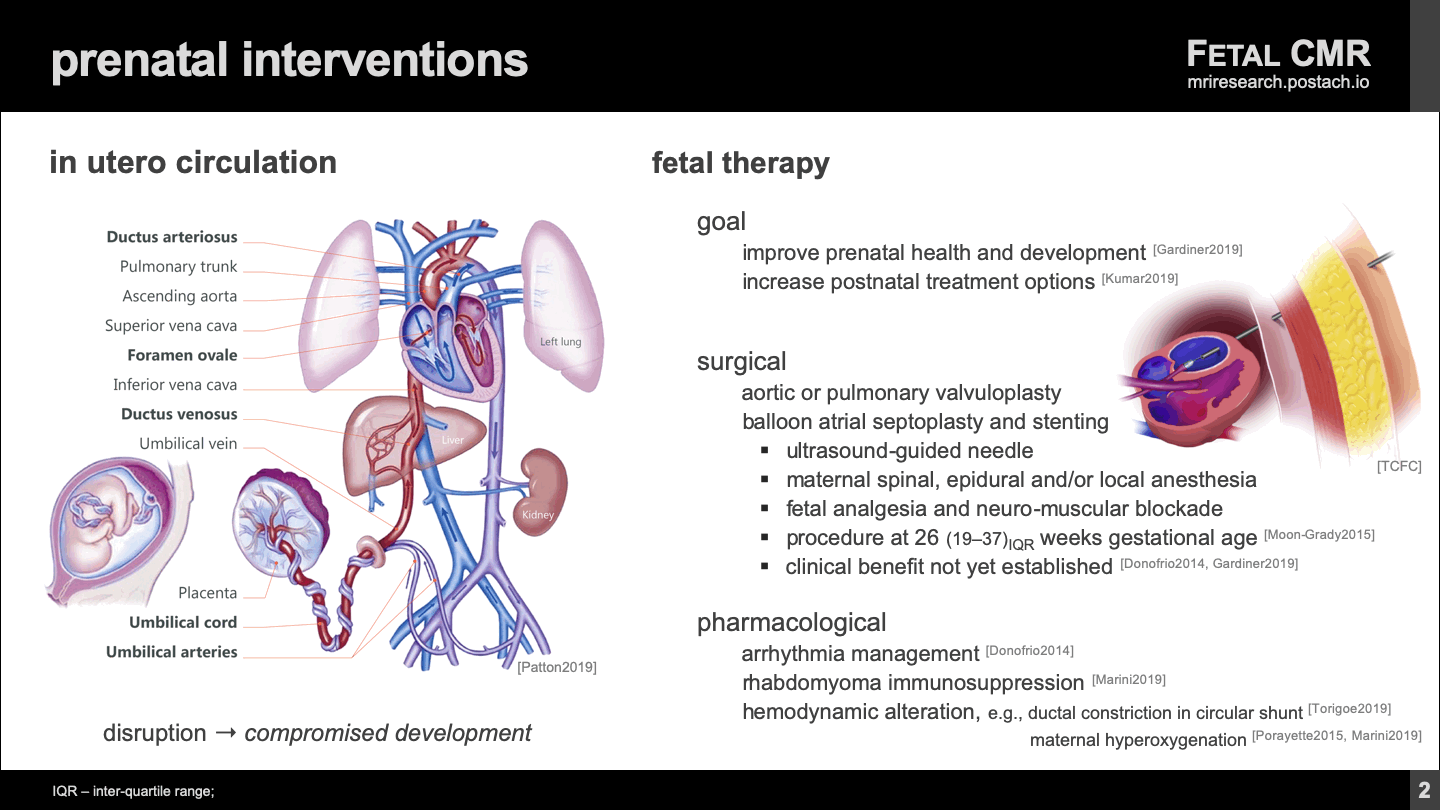 prenatal interventions
FETAL CMR
mriresearch.postach.io
in utero circulation
Ductus arteriosus
Pulmonary trunk
Ascending aorta
Superior vena cava
Foramen ovale
Inferior vena cava
Ductus venosus
Umbilical vein
Left lung
Liver
Kidney
Placenta
Umbilical cord
Umbilical arteries
[Patton2019]
disruption → compromised development
fetal therapy
goal
improve prenatal health and development [Gardiner2019]
increase postnatal treatment options [Kumar2019]
surgical
aortic or pulmonary valvuloplasty
balloon atrial septoplasty and stenting
▪ ultrasound-guided needle
▪ maternal spinal, epidural and/or local anesthesia
▪ fetal analgesia and neuro-muscular blockade
▪ procedure at 26 (19–37)IQR weeks gestational age [Moon-Grady2015]
▪ clinical benefit not yet established [Donofrio2014, Gardiner2019]
[TCFC]
pharmacological
arrhythmia management [Donofrio2014]
rhabdomyoma immunosuppression [Marini2019]
hemodynamic alteration, e.g., ductal constriction in circular shunt [Torigoe2019]
maternal hyperoxygenation [Porayette2015, Marini2019]
IQR – inter-quartile range;
2